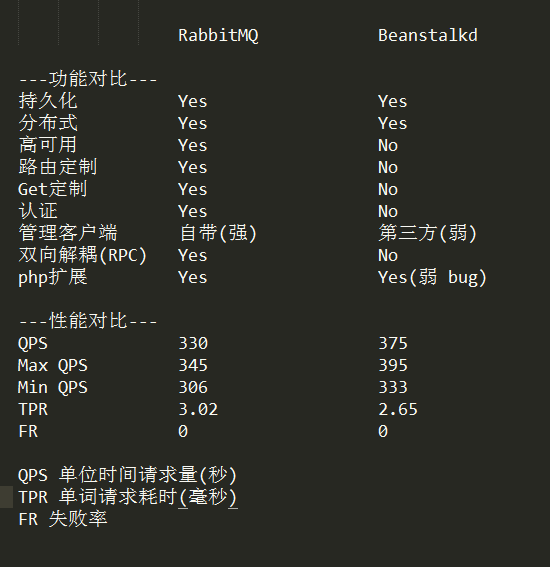 RabbitMQ Beanstalkd
---功能对比---
持久化 Yes Yes
分布式 Yes Yes
高可用 Yes No
路由定制 Yes No
Get定制 Yes No
认证 Yes No
管理客户端 自带(强) 第三方(弱)
双向解耦(RPC) Yes No
php扩展 Yes Yes(弱 bug)
---性能对比---
QPS 330 375
Max QPS 345 395
Min QPS 306 333
TPR 3.02 2.65
FR 0 0
QPS 单位时间请求量(秒)
TPR 单词请求耗时(毫秒)
FR 失败率